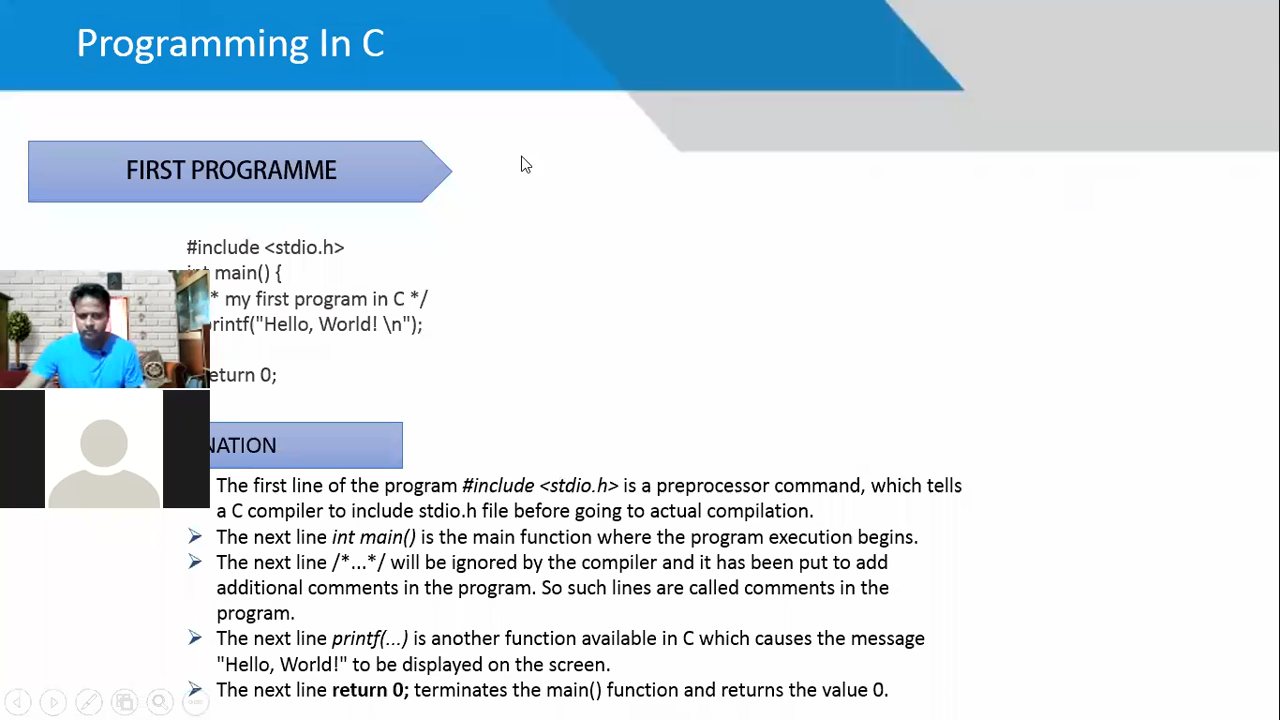 Programming In C
FIRST PROGRAMME
#include <stdio.h>
main() {
* my first program in C */
printf("Hello, World! \n");
return 0;
The first line of the program #include <stdio.h> is a preprocessor command, which tells
a C compiler to include stdio.h file before going to actual compilation.
The next line int main() is the main function where the program execution begins.
The next line /*...*/ will be ignored by the compiler and it has been put to add
additional comments in the program. So such lines are called comments in the
program.
The next line printf(...) is another function available in C which causes the message
"Hello, World!" to be displayed on the screen.
The next line return 0; terminates the main() function and returns the value 0.